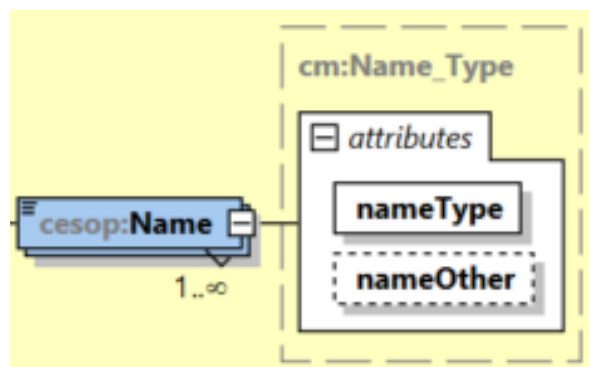 cm:Name_Type
attributes
nameType
cesop:Name
nameOther
1..∞